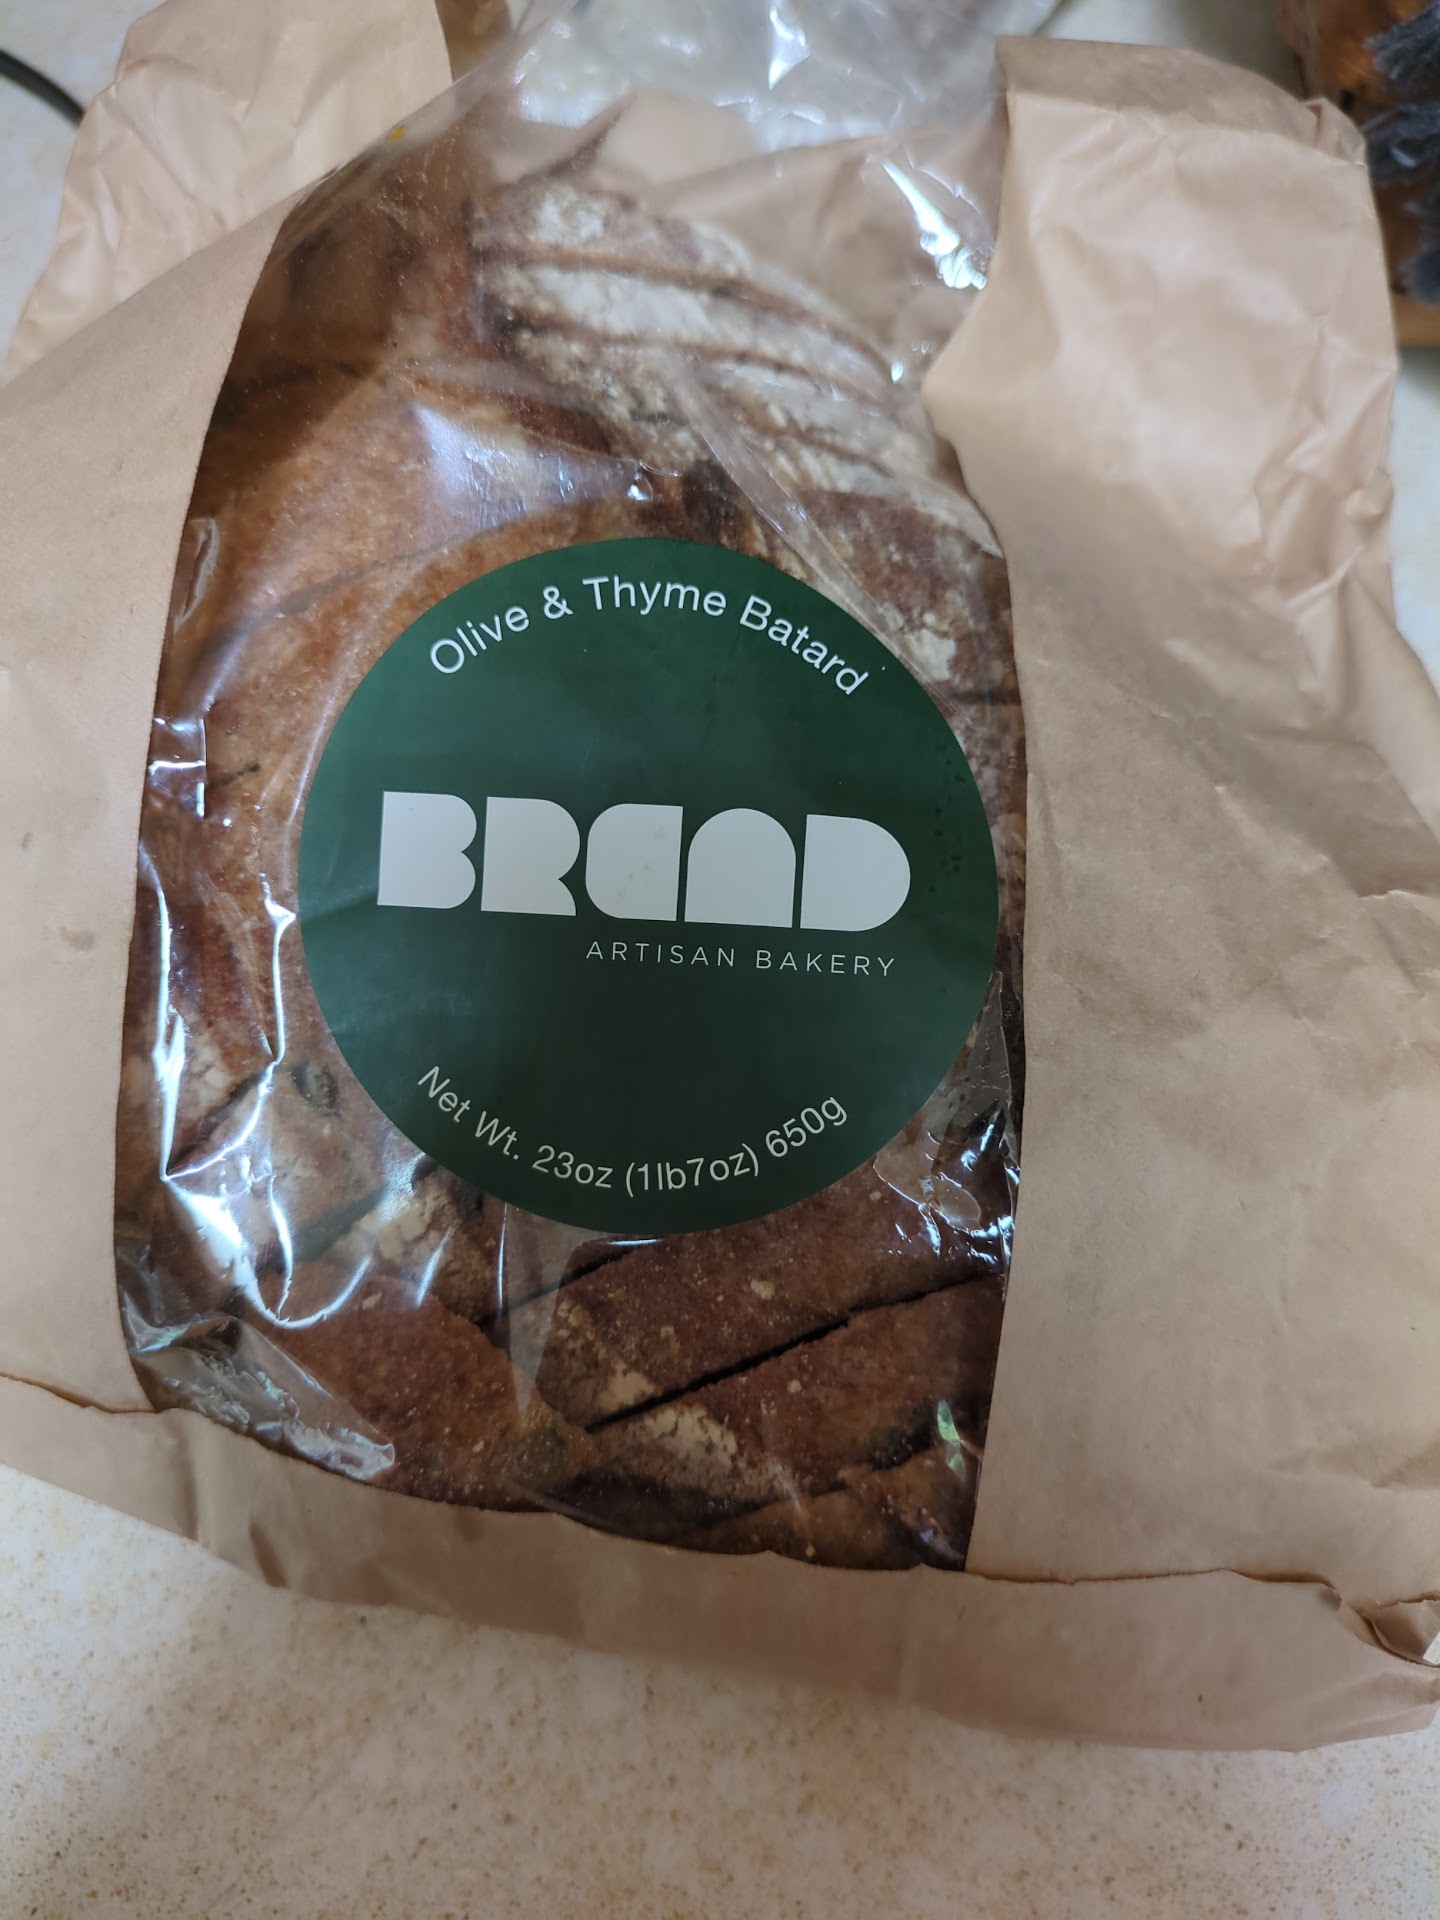 Olive & Thyme Batard
BREAD
ARTISAN BAKERY
Net Wt. 23oz (1lb7oz) 650g